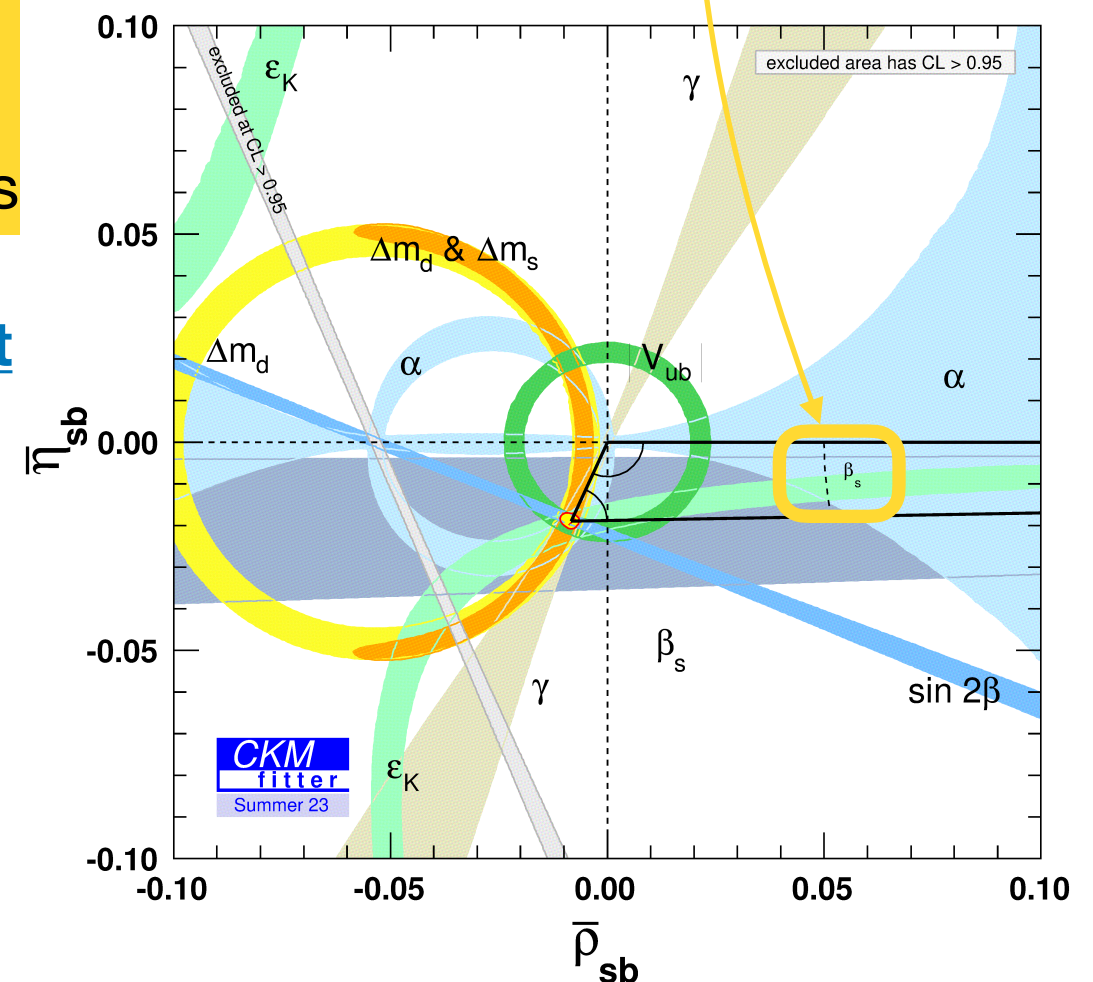 0.10
excluded area has CL > 0.95
εK
γ
excluded at CL > 0.95
s
0.05
Δmd & Δms
t
Δmd
α
Vub
α
0.00
βs
η̅sb
-0.05
βs
γ
sin 2β
CKM
fitter
Summer 23
εK
-0.10
-0.10
-0.05
0.00
0.05
0.10
ρ̅sb